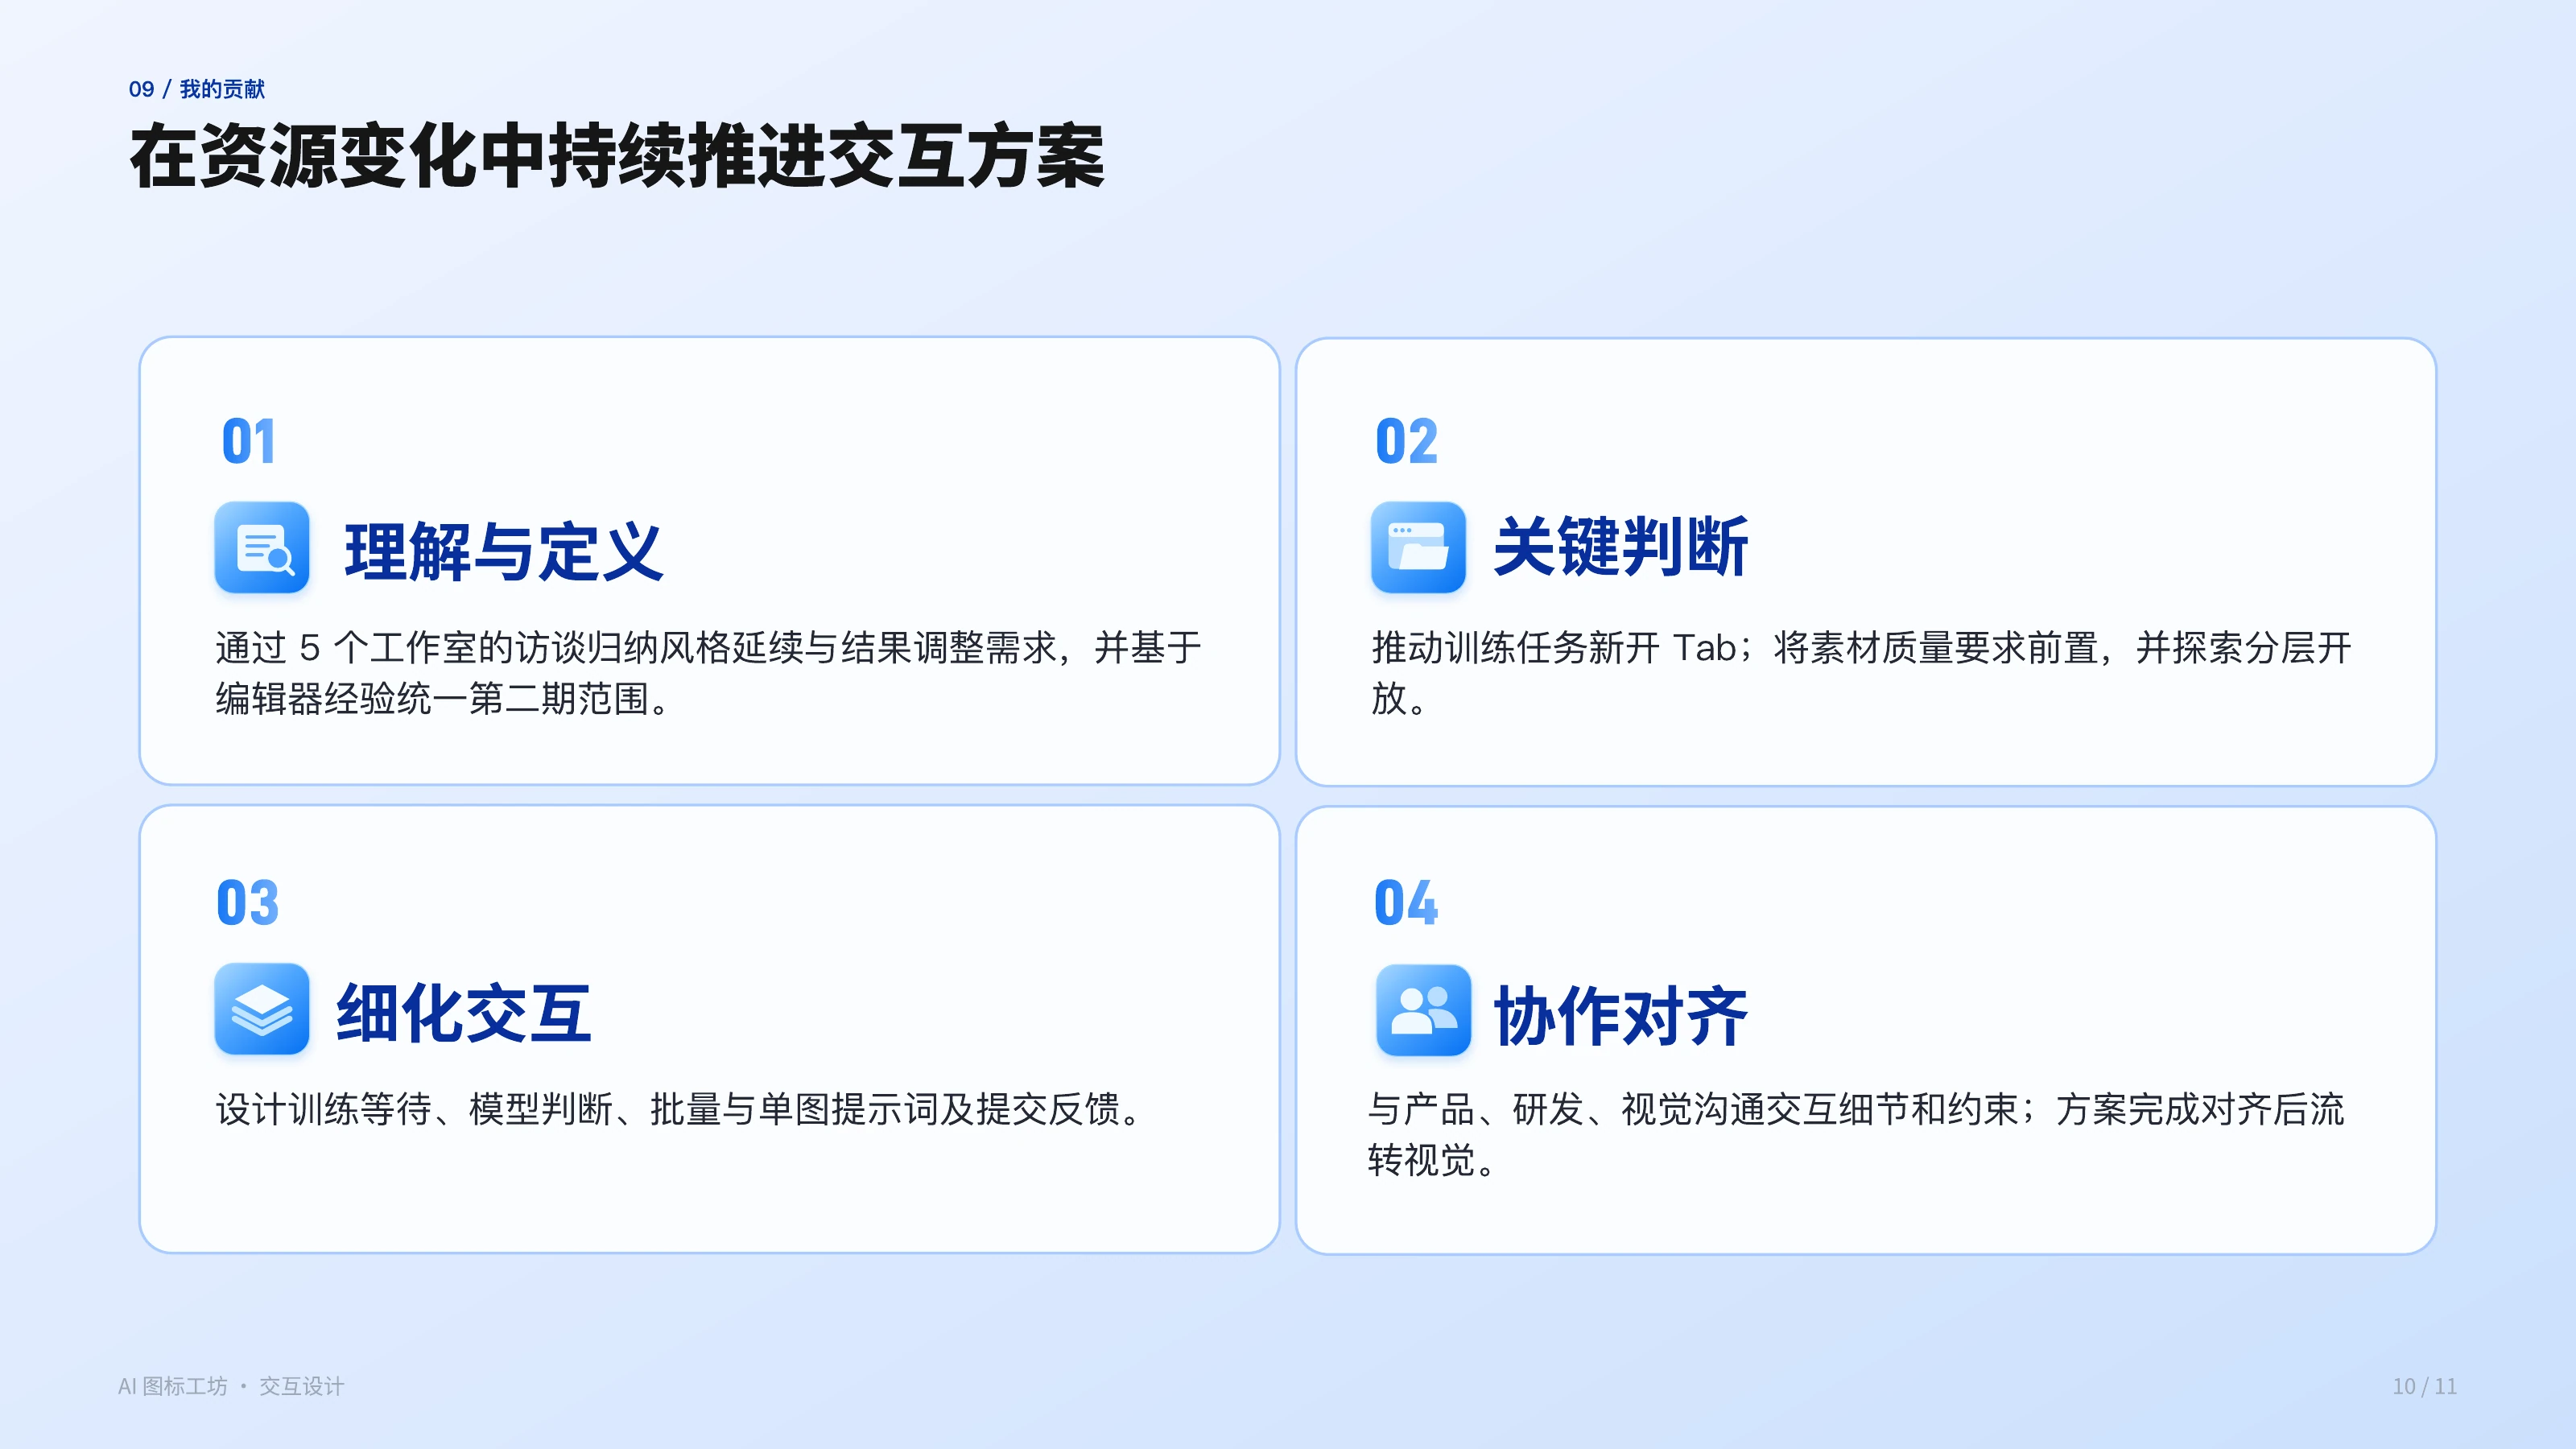 09 / 我的贡献
在资源变化中持续推进交互方案
01
理解与定义
通过 5 个工作室的访谈归纳风格延续与结果调整需求，并基于
编辑器经验统一第二期范围。
02
关键判断
推动训练任务新开 Tab；将素材质量要求前置，并探索分层开
放。
03
细化交互
设计训练等待、模型判断、批量与单图提示词及提交反馈。
04
协作对齐
与产品、研发、视觉沟通交互细节和约束；方案完成对齐后流
转视觉。
AI 图标工坊 · 交互设计
10 / 11